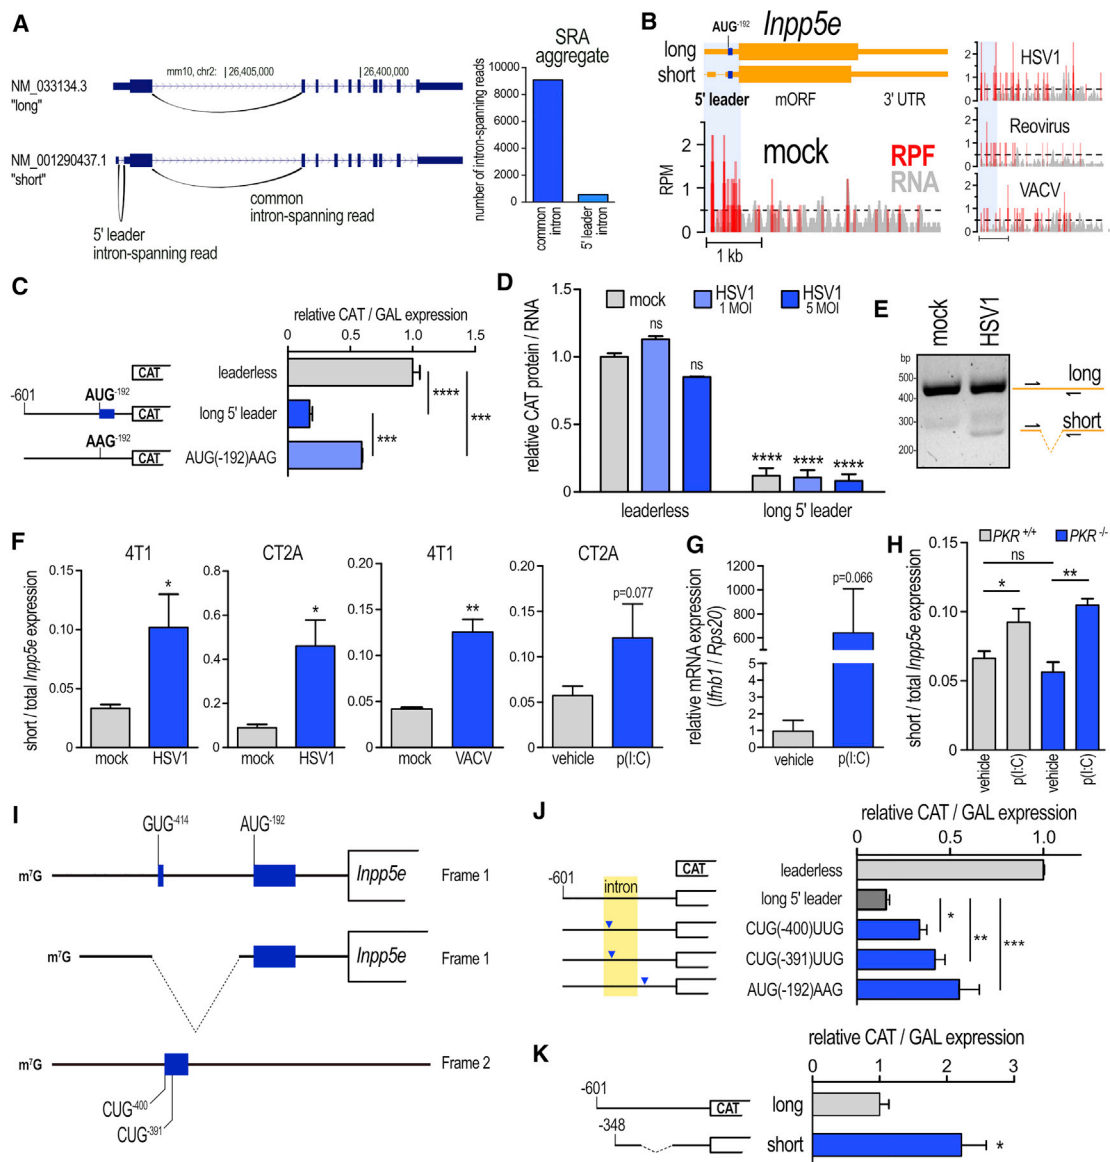 A
NM_033134.3
"long"
mm10, chr2:
26,405,000
26,400,000
NM_001290437.1
"short"
common
intron-spanning read
5' leader
intron-spanning read
SRA
aggregate
number of intron-spanning reads
10000
8000
6000
4000
2000
0
common
intron
5' leader
intron
B
AUG-192
Inpp5e
long
short
5' leader
mORF
3' UTR
mock
RPF
RNA
RPM
2
1
0
1 kb
HSV1
2
1
0
Reovirus
2
1
0
VACV
2
1
0
C
relative CAT / GAL expression
0
0.5
1.0
1.5
CAT
leaderless
-601
AUG-192
CAT
long 5' leader
AAG-192
CAT
AUG(-192)AAG
****
***
***
D
relative CAT protein / RNA
1.5
1.0
0.5
0
mock
HSV1
1 MOI
HSV1
5 MOI
ns
ns
****
****
****
leaderless
long 5' leader
E
mock
HSV1
bp
500
400
300
200
long
short
F
short / total Inpp5e expression
4T1
0.15
0.10
0.05
0
*
mock
HSV1
CT2A
0.8
0.6
0.4
0.2
0
*
mock
HSV1
4T1
0.20
0.15
0.10
0.05
0.00
**
mock
VACV
CT2A
0.20
0.15
0.10
0.05
0.00
p=0.077
vehicle
p(I:C)
G
relative mRNA expression
(Ifnb1 / Rps20)
1200
1000
800
600
5
4
3
2
1
0
p=0.066
vehicle
p(I:C)
H
PKR +/+
PKR -/-
short / total Inpp5e expression
0.15
0.10
0.05
0
ns
*
**
vehicle
p(I:C)
vehicle
p(I:C)
I
GUG-414
AUG-192
m7G
Inpp5e
Frame 1
m7G
Inpp5e
Frame 1
m7G
Frame 2
CUG-400
CUG-391
J
relative CAT / GAL expression
0
0.5
1.0
CAT
leaderless
-601
intron
long 5' leader
CUG(-400)UUG
CUG(-391)UUG
AUG(-192)AAG
*
**
***
K
relative CAT / GAL expression
0
1
2
3
-601
CAT
long
-348
short
*